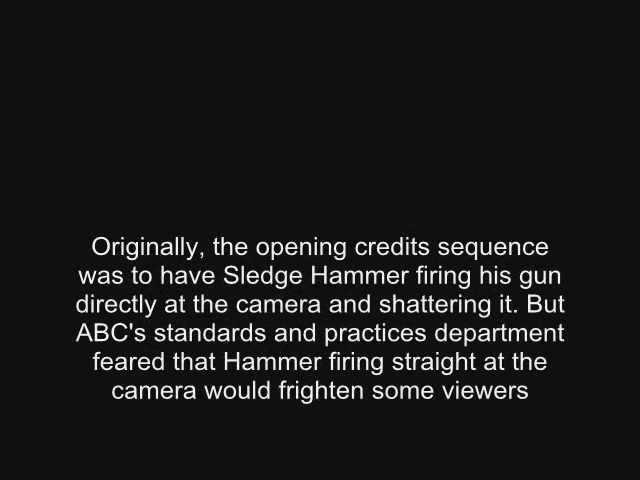 Originally, the opening credits sequence
was to have Sledge Hammer firing his gun
directly at the camera and shattering it. But
ABC's standards and practices department
feared that Hammer firing straight at the
camera would frighten some viewers